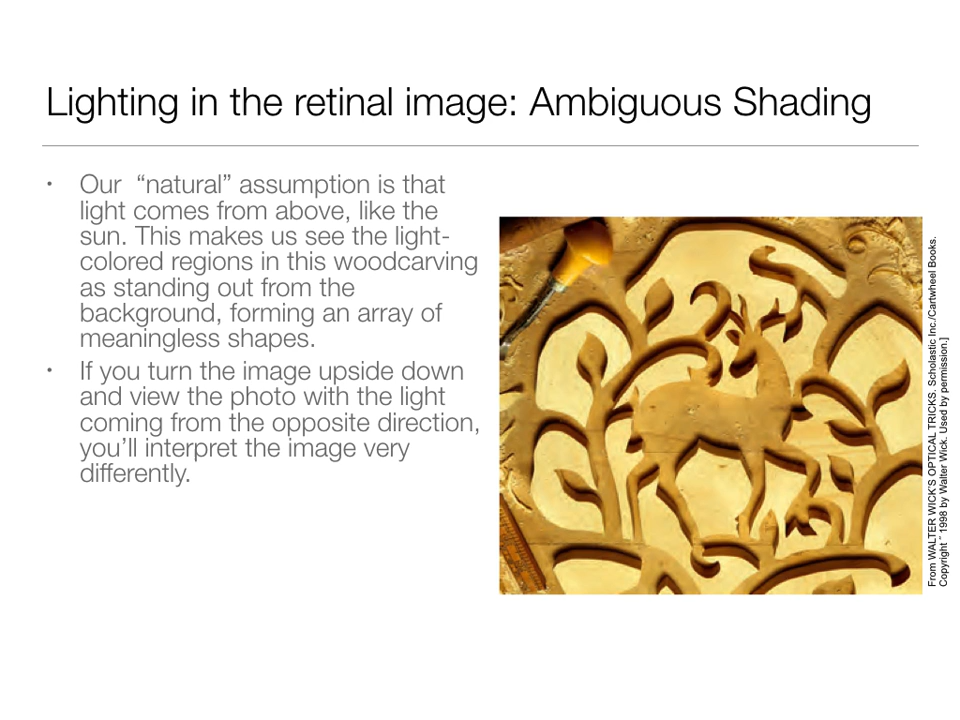 Lighting in the retinal image: Ambiguous Shading
• Our “natural” assumption is that
light comes from above, like the
sun. This makes us see the light-
colored regions in this woodcarving
as standing out from the
background, forming an array of
meaningless shapes.
• If you turn the image upside down
and view the photo with the light
coming from the opposite direction,
you’ll interpret the image very
differently.
From WALTER WICK'S OPTICAL TRICKS. Scholastic Inc./Cartwheel Books.
Copyright ¨ 1998 by Walter Wick. Used by permission.]